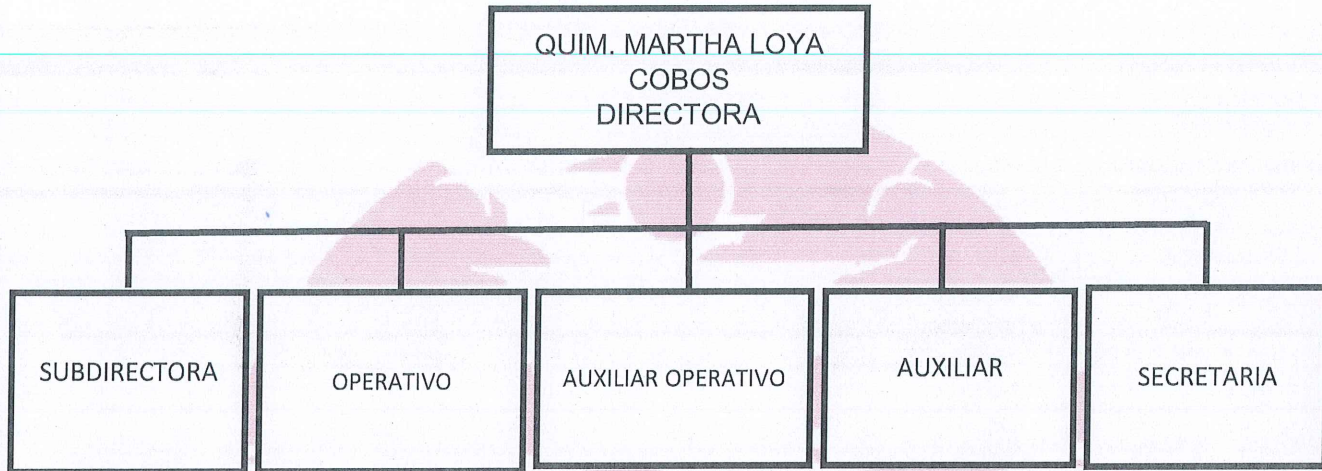 QUIM. MARTHA LOYA
COBOS
DIRECTORA
SUBDIRECTORA
OPERATIVO
AUXILIAR OPERATIVO
AUXILIAR
SECRETARIA